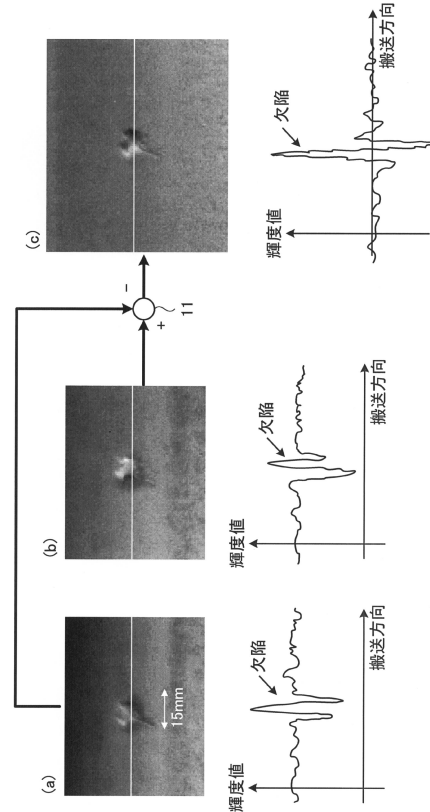 (a)
15mm
輝度値
欠陥
搬送方向
(b)
輝度値
欠陥
搬送方向
+
−
11
(c)
輝度値
欠陥
搬送方向